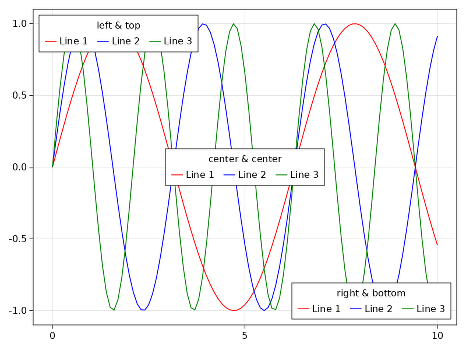 1.0
left & top
Line 1 Line 2 Line 3
0.5
center & center
Line 1 Line 2 Line 3
0.0
-0.5
right & bottom
Line 1 Line 2 Line 3
-1.0
0 5 10